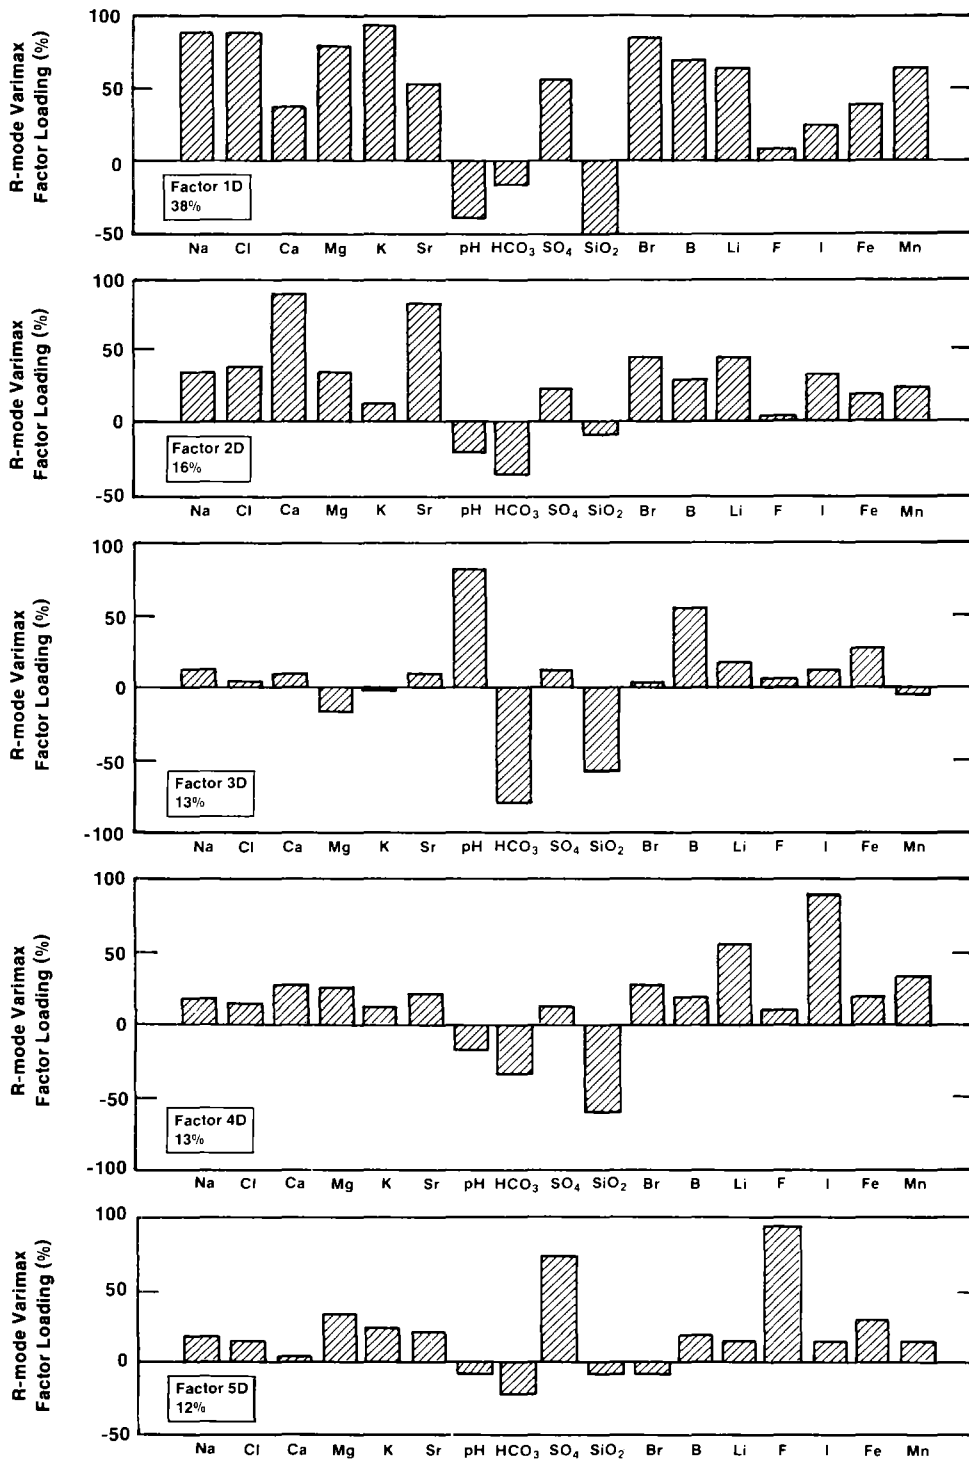 R-mode Varimax
Factor Loading (%)
100
50
0
-50
Factor 1D
38%
Na Cl Ca Mg K Sr pH HCO₃ SO₄ SiO₂ Br B Li F I Fe Mn
R-mode Varimax
Factor Loading (%)
100
50
0
-50
Factor 2D
16%
Na Cl Ca Mg K Sr pH HCO₃ SO₄ SiO₂ Br B Li F I Fe Mn
R-mode Varimax
Factor Loading (%)
100
50
0
-50
-100
Factor 3D
13%
Na Cl Ca Mg K Sr pH HCO₃ SO₄ SiO₂ Br B Li F I Fe Mn
R-mode Varimax
Factor Loading (%)
100
50
0
-50
-100
Factor 4D
13%
Na Cl Ca Mg K Sr pH HCO₃ SO₄ SiO₂ Br B Li F I Fe Mn
R-mode Varimax
Factor Loading (%)
100
50
0
-50
Factor 5D
12%
Na Cl Ca Mg K Sr pH HCO₃ SO₄ SiO₂ Br B Li F I Fe Mn